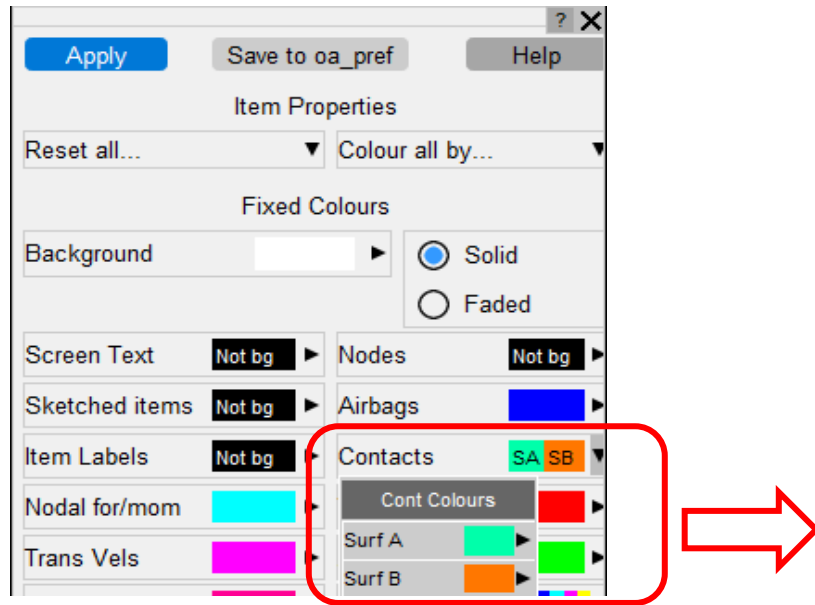 ?
Apply Save to oa_pref Help
Item Properties
Reset all... Colour all by...
Fixed Colours
Background Solid
Faded
Screen Text Not bg Nodes Not bg
Sketched items Not bg Airbags
Item Labels Not bg Contacts SA SB
Nodal for/mom Cont Colours
Trans Vels Surf A
Surf B